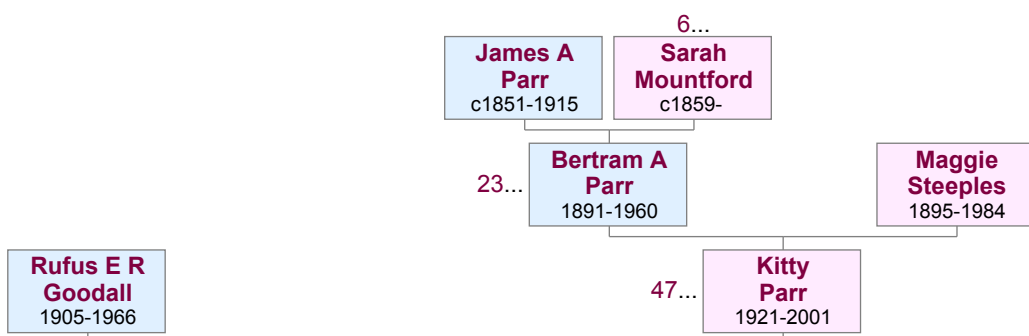 6...
James A
Parr
c1851-1915
Sarah
Mountford
c1859-
23...
Bertram A
Parr
1891-1960
Maggie
Steeples
1895-1984
Rufus E R
Goodall
1905-1966
47...
Kitty
Parr
1921-2001